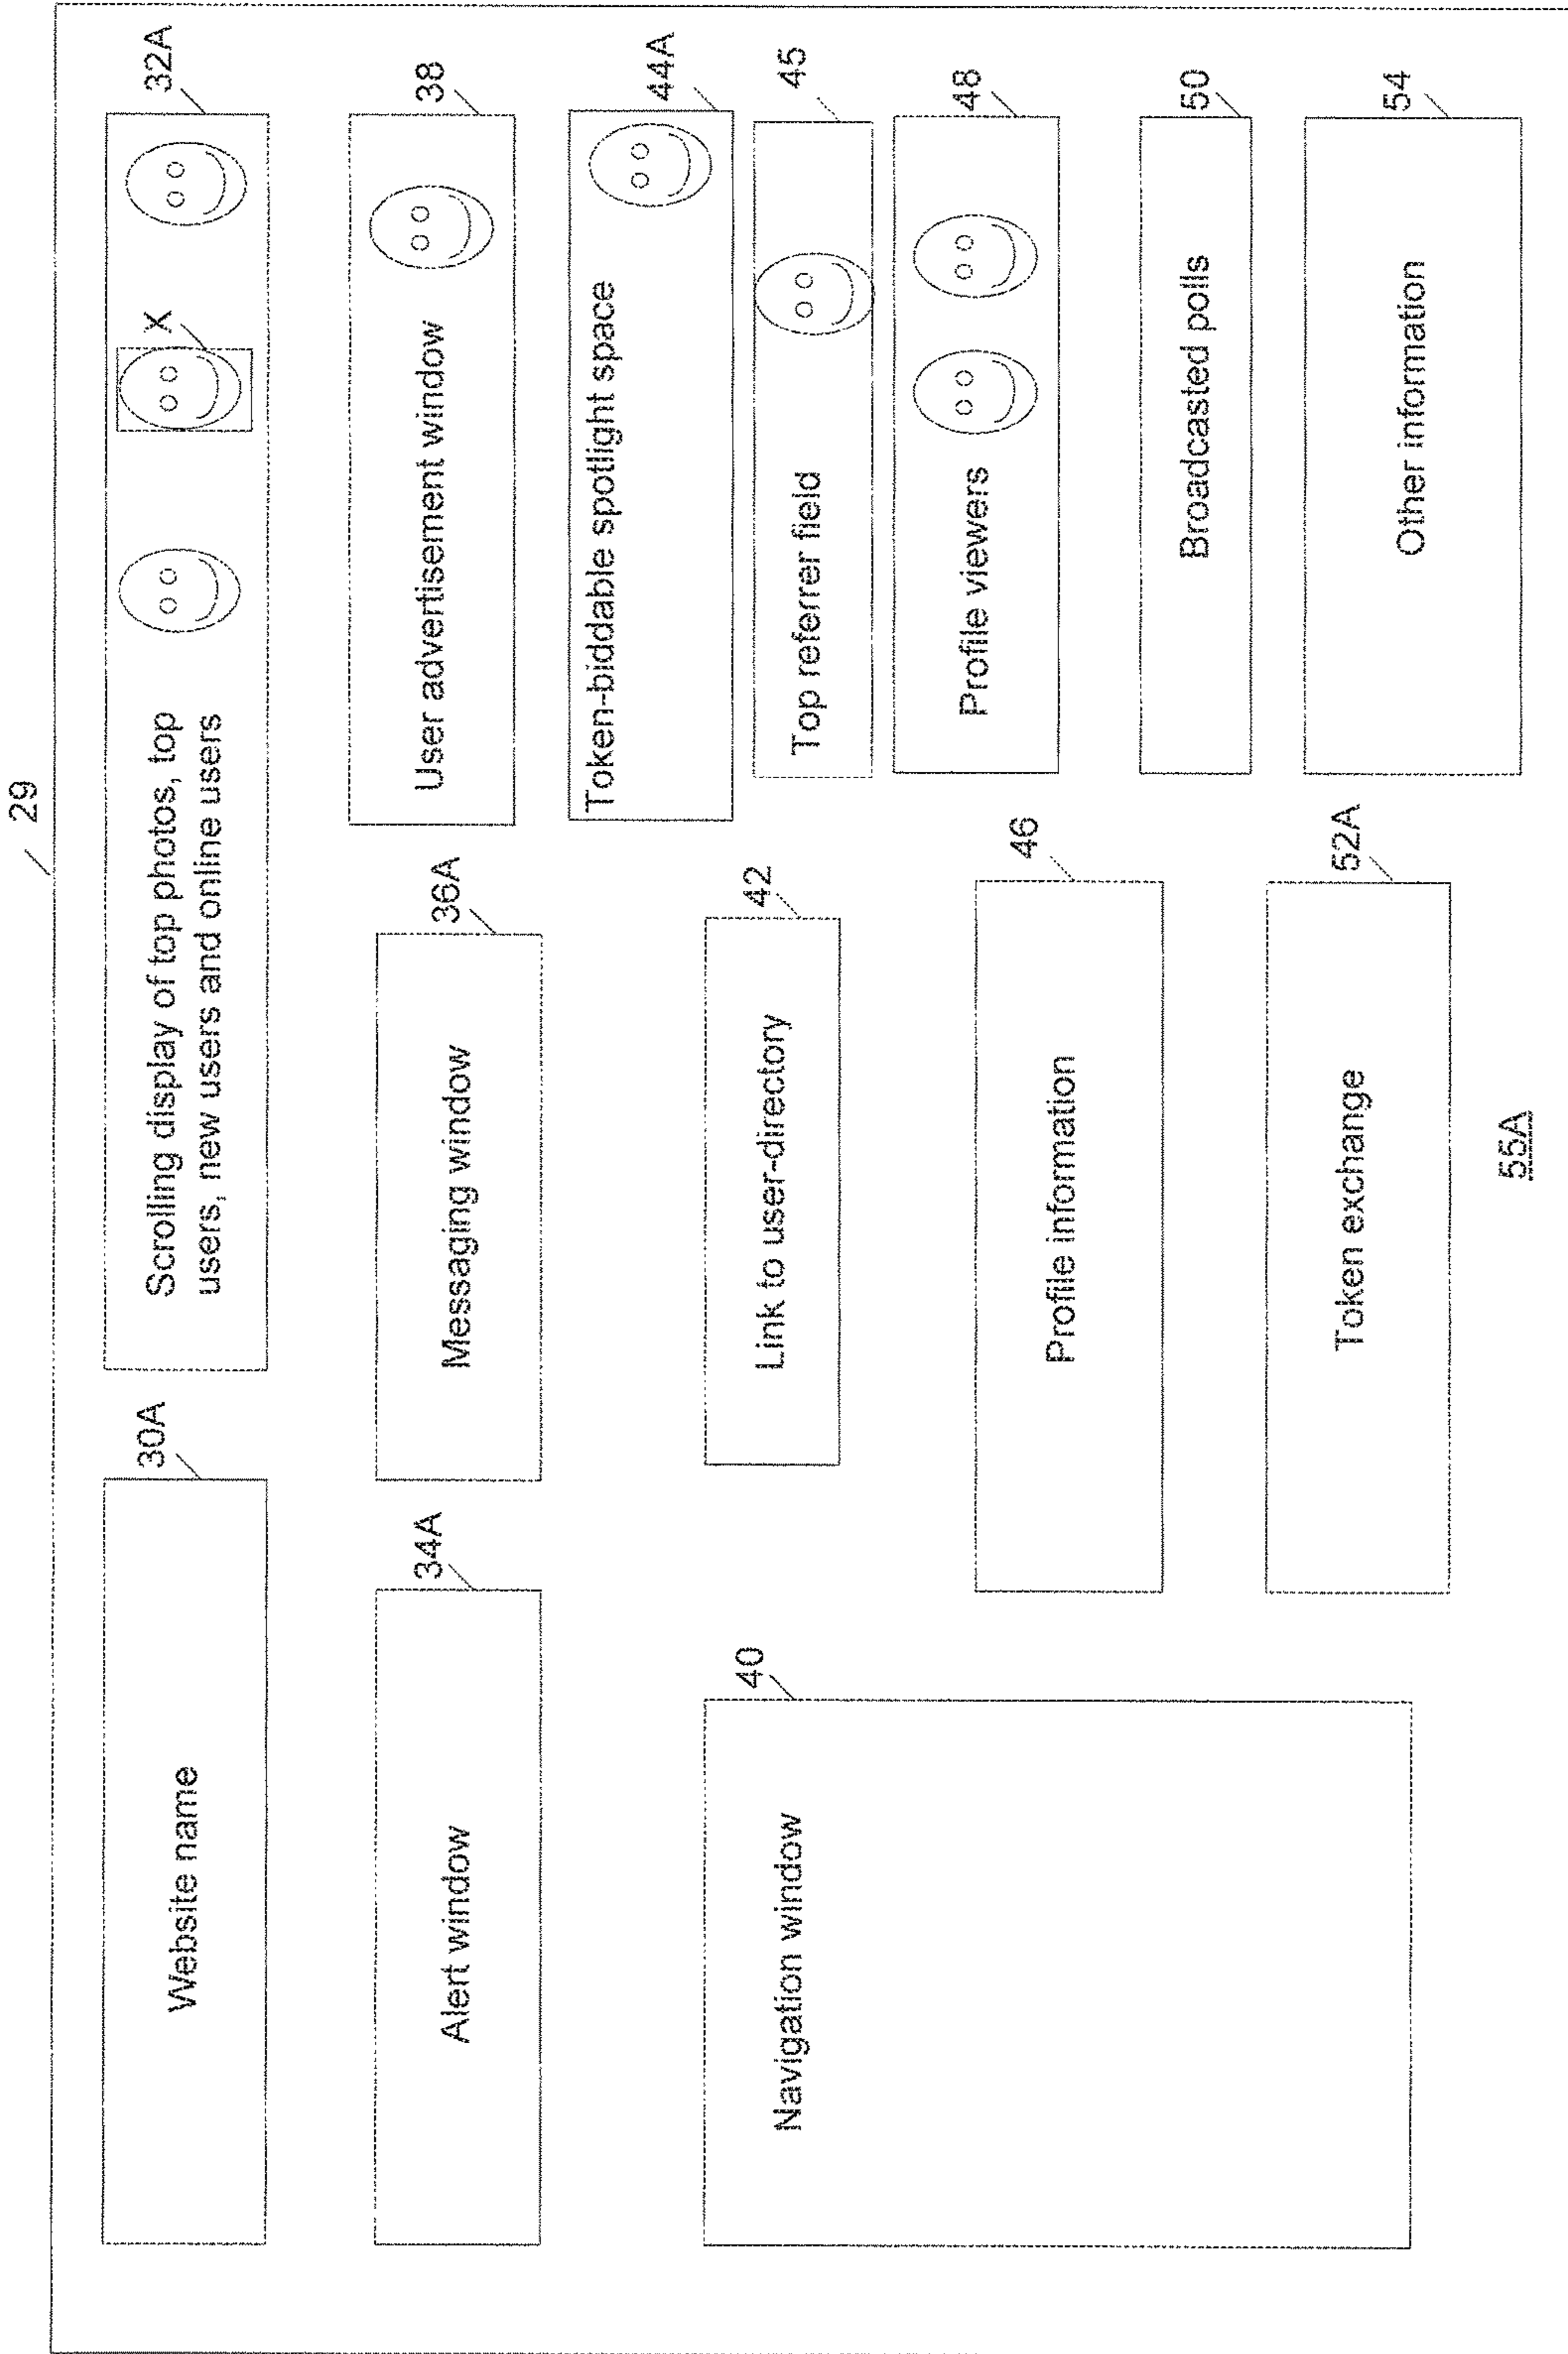 29
30A
Website name
32A
Scrolling display of top photos, top
users, new users and online users
X
34A
Alert window
36A
Messaging window
38
User advertisement window
40
Navigation window
42
Link to user-directory
44A
Token-biddable spotlight space
45
Top referrer field
46
Profile information
48
Profile viewers
50
Broadcasted polls
52A
Token exchange
54
Other information
55A